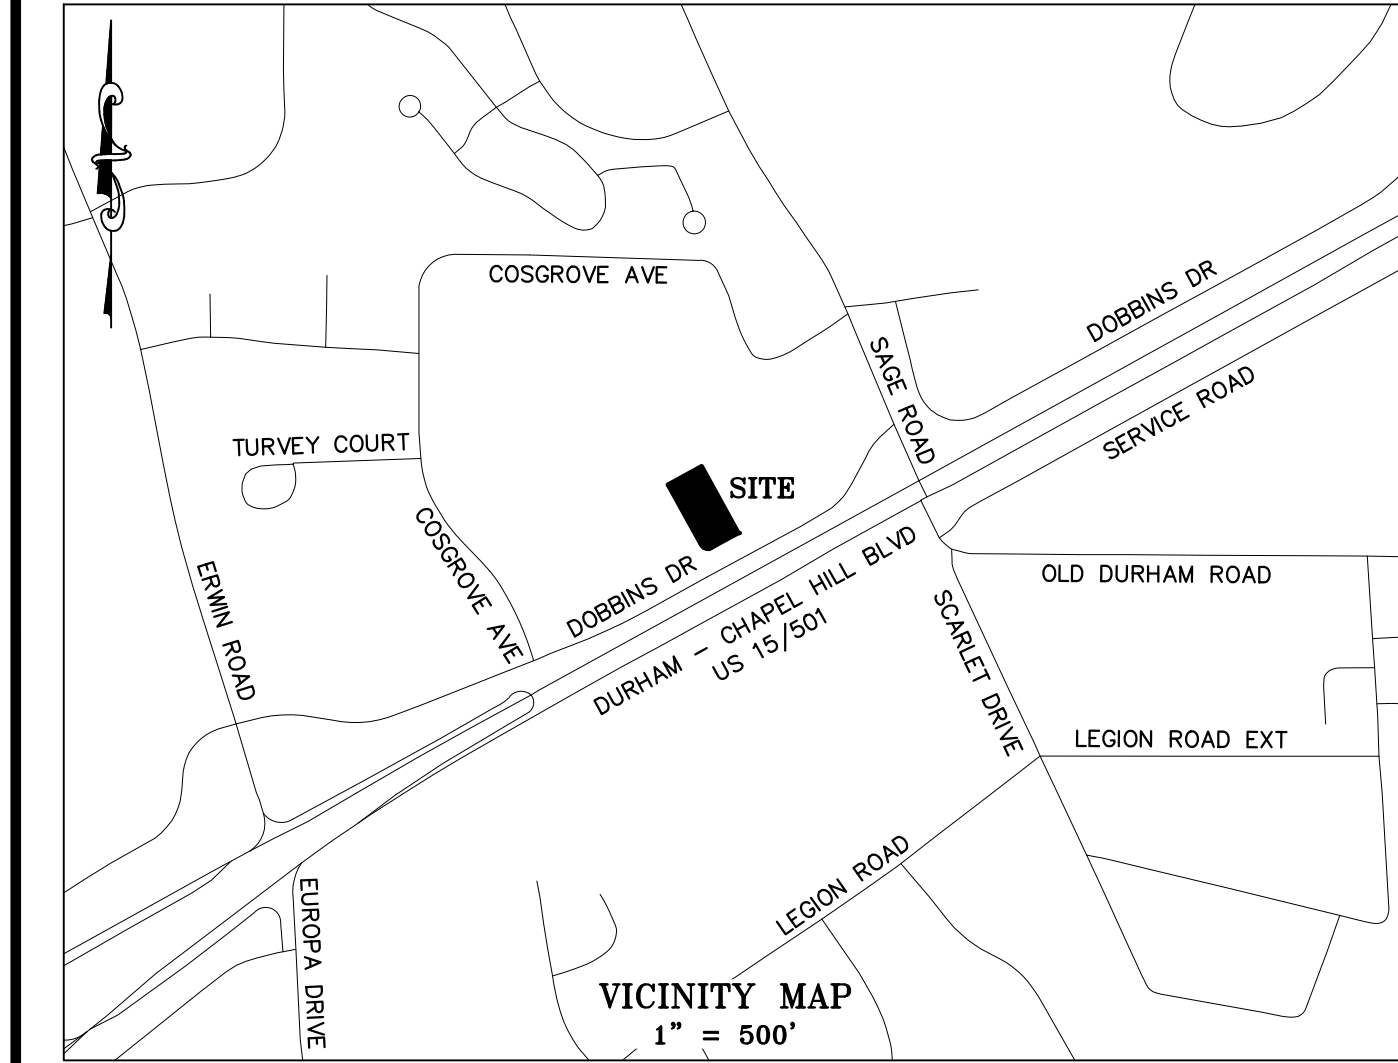 COSGROVE AVE
DOBBINS DR
SAGE ROAD
SERVICE ROAD
TURVEY COURT
SITE
COSGROVE AVE
DOBBINS DR
DURHAM – CHAPEL HILL BLVD
US 15/501
OLD DURHAM ROAD
ERWIN ROAD
SCARLET DRIVE
LEGION ROAD EXT
LEGION ROAD
EUROPA DRIVE
VICINITY MAP
1" = 500'